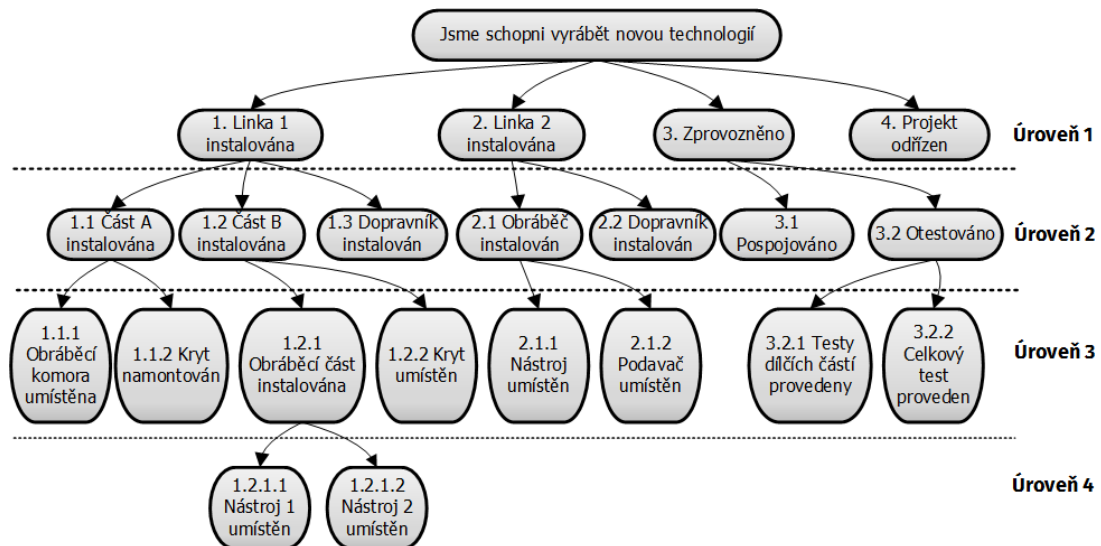 Jsme schopni vyrábět novou technologií
1. Linka 1
instalována
2. Linka 2
instalována
3. Zprovozněno
4. Projekt
odřízen
Úroveň 1
1.1 Část A
instalována
1.2 Část B
instalována
1.3 Dopravník
instalován
2.1 Obráběč
instalován
2.2 Dopravník
instalován
3.1
Pospojováno
3.2 Otestováno
Úroveň 2
1.1.1
Obráběcí
komora
umístěna
1.1.2 Kryt
namontován
1.2.1
Obráběcí část
instalována
1.2.2 Kryt
umístěn
2.1.1
Nástroj
umístěn
2.1.2
Podavač
umístěn
3.2.1 Testy
dílčích částí
provedeny
3.2.2
Celkový
test
proveden
Úroveň 3
1.2.1.1
Nástroj 1
umístěn
1.2.1.2
Nástroj 2
umístěn
Úroveň 4